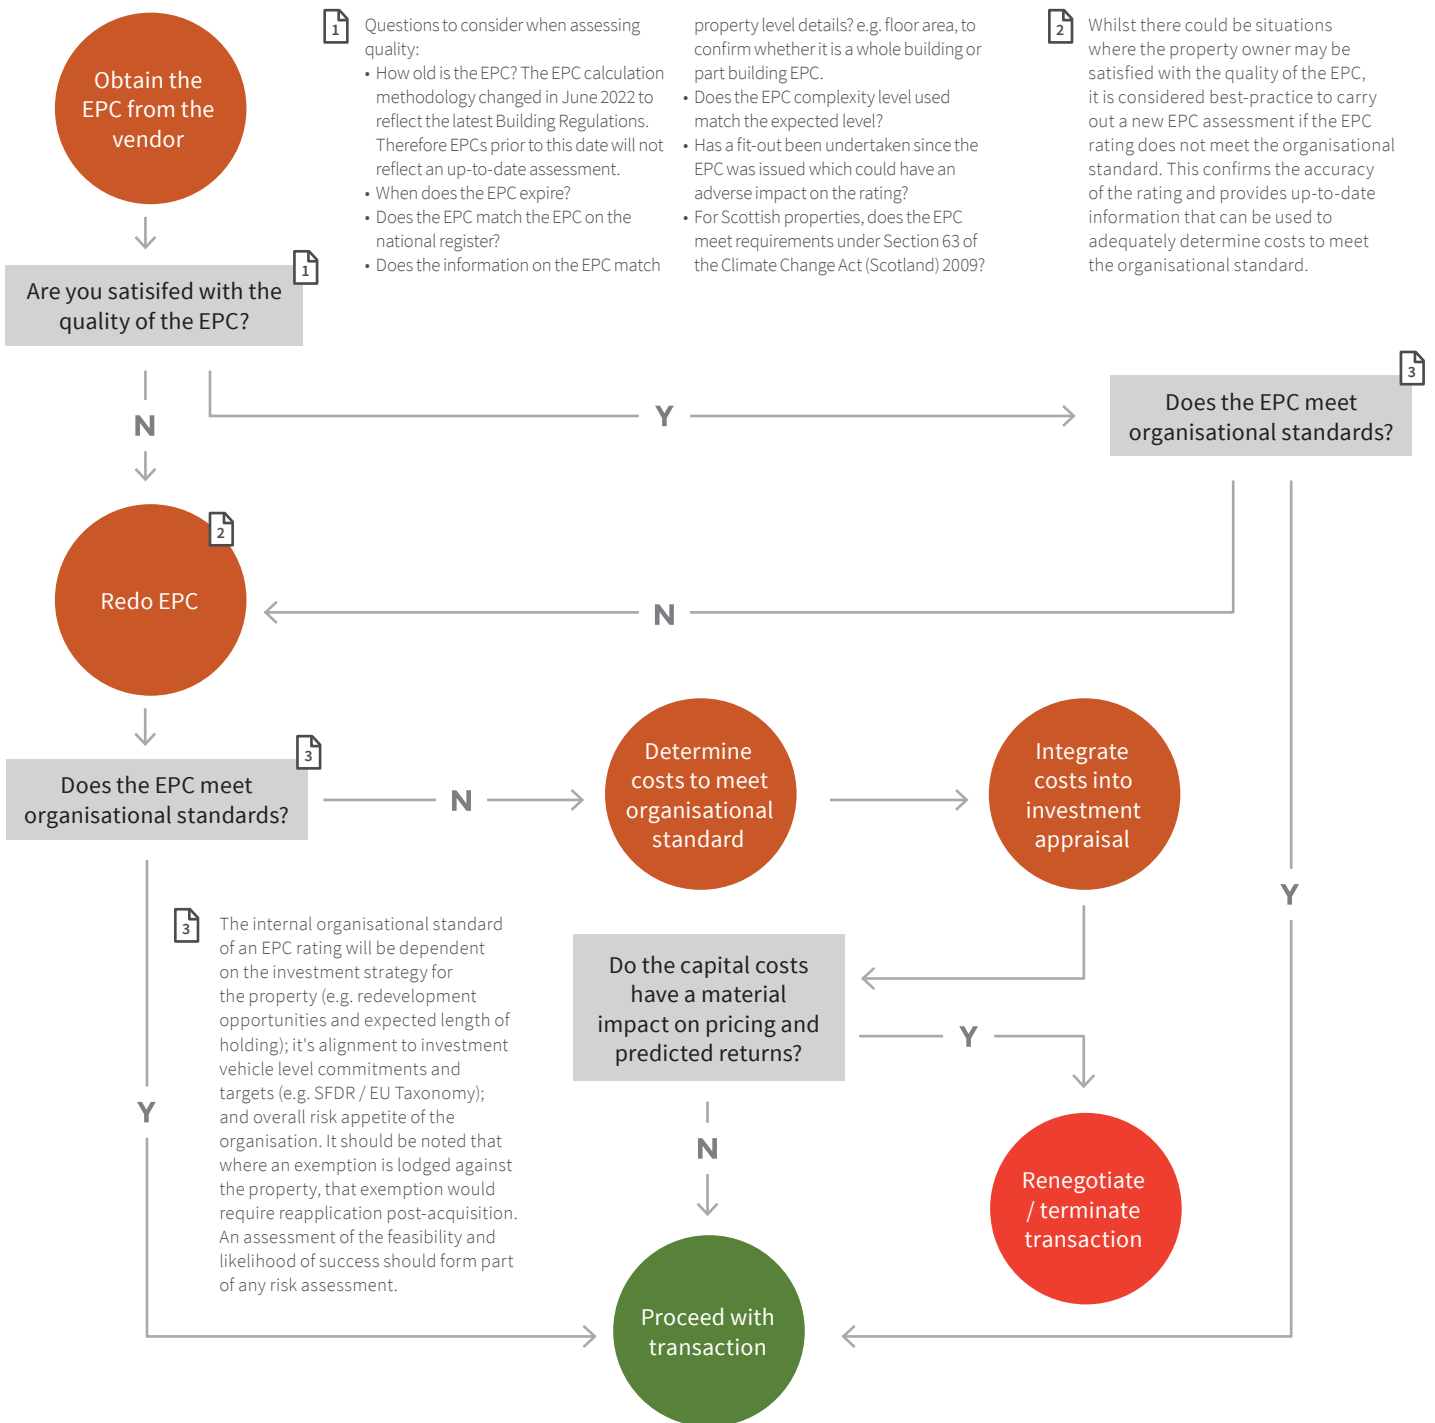 Obtain the
EPC from the
vendor
1
Questions to consider when assessing
quality:
• How old is the EPC? The EPC calculation
methodology changed in June 2022 to
reflect the latest Building Regulations.
Therefore EPCs prior to this date will not
reflect an up-to-date assessment.
• When does the EPC expire?
• Does the EPC match the EPC on the
national register?
• Does the information on the EPC match
property level details? e.g. floor area, to
confirm whether it is a whole building or
part building EPC.
• Does the EPC complexity level used
match the expected level?
• Has a fit-out been undertaken since the
EPC was issued which could have an
adverse impact on the rating?
• For Scottish properties, does the EPC
meet requirements under Section 63 of
the Climate Change Act (Scotland) 2009?
2
Whilst there could be situations
where the property owner may be
satisfied with the quality of the EPC,
it is considered best-practice to carry
out a new EPC assessment if the EPC
rating does not meet the organisational
standard. This confirms the accuracy
of the rating and provides up-to-date
information that can be used to
adequately determine costs to meet
the organisational standard.
1
Are you satisifed with the
quality of the EPC?
3
Does the EPC meet
organisational standards?
N
Y
2
Redo EPC
N
3
Does the EPC meet
organisational standards?
N
Determine
costs to meet
organisational
standard
Integrate
costs into
investment
appraisal
Y
3
The internal organisational standard
of an EPC rating will be dependent
on the investment strategy for
the property (e.g. redevelopment
opportunities and expected length of
holding); it's alignment to investment
vehicle level commitments and
targets (e.g. SFDR / EU Taxonomy);
and overall risk appetite of the
organisation. It should be noted that
where an exemption is lodged against
the property, that exemption would
require reapplication post-acquisition.
An assessment of the feasibility and
likelihood of success should form part
of any risk assessment.
Do the capital costs
have a material
impact on pricing and
predicted returns?
Y
Y
N
Renegotiate
/ terminate
transaction
Proceed with
transaction